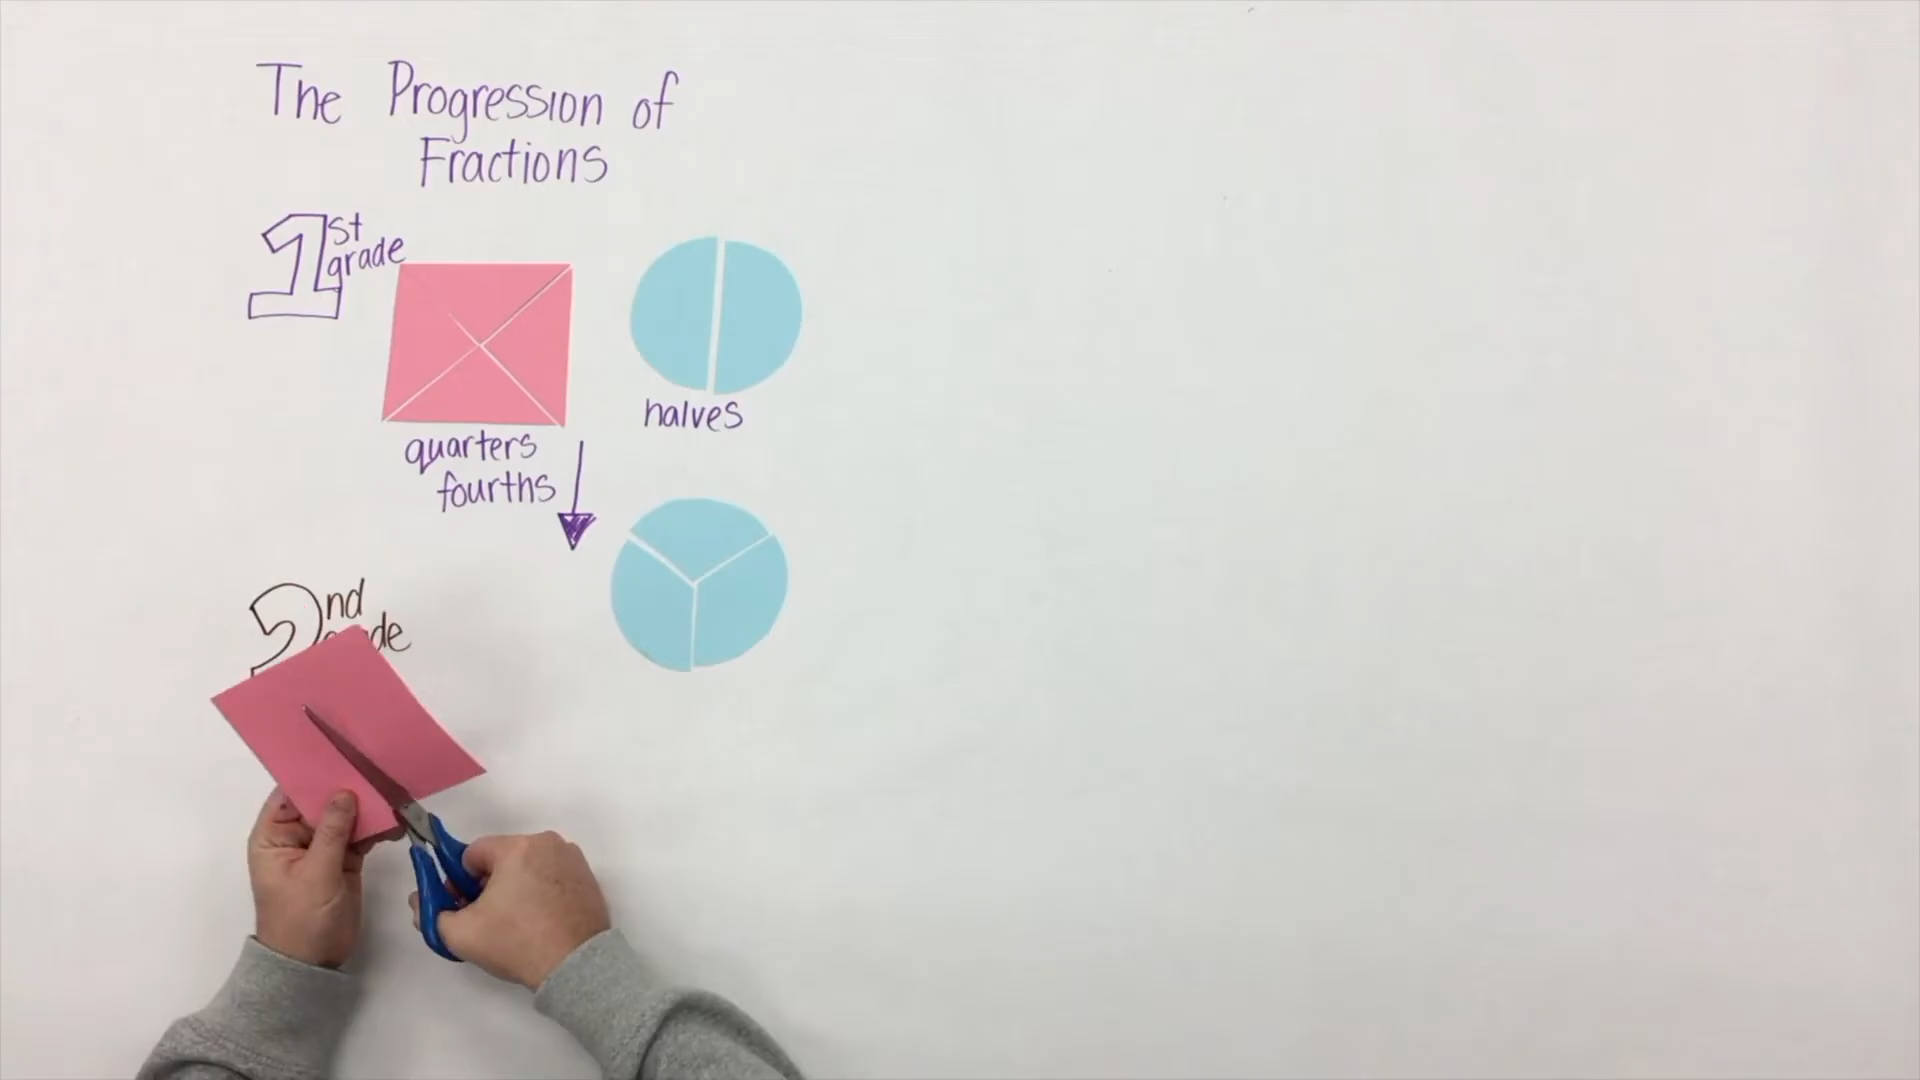 The Progression of
Fractions
1st
grade
halves
quarters
fourths
2nd